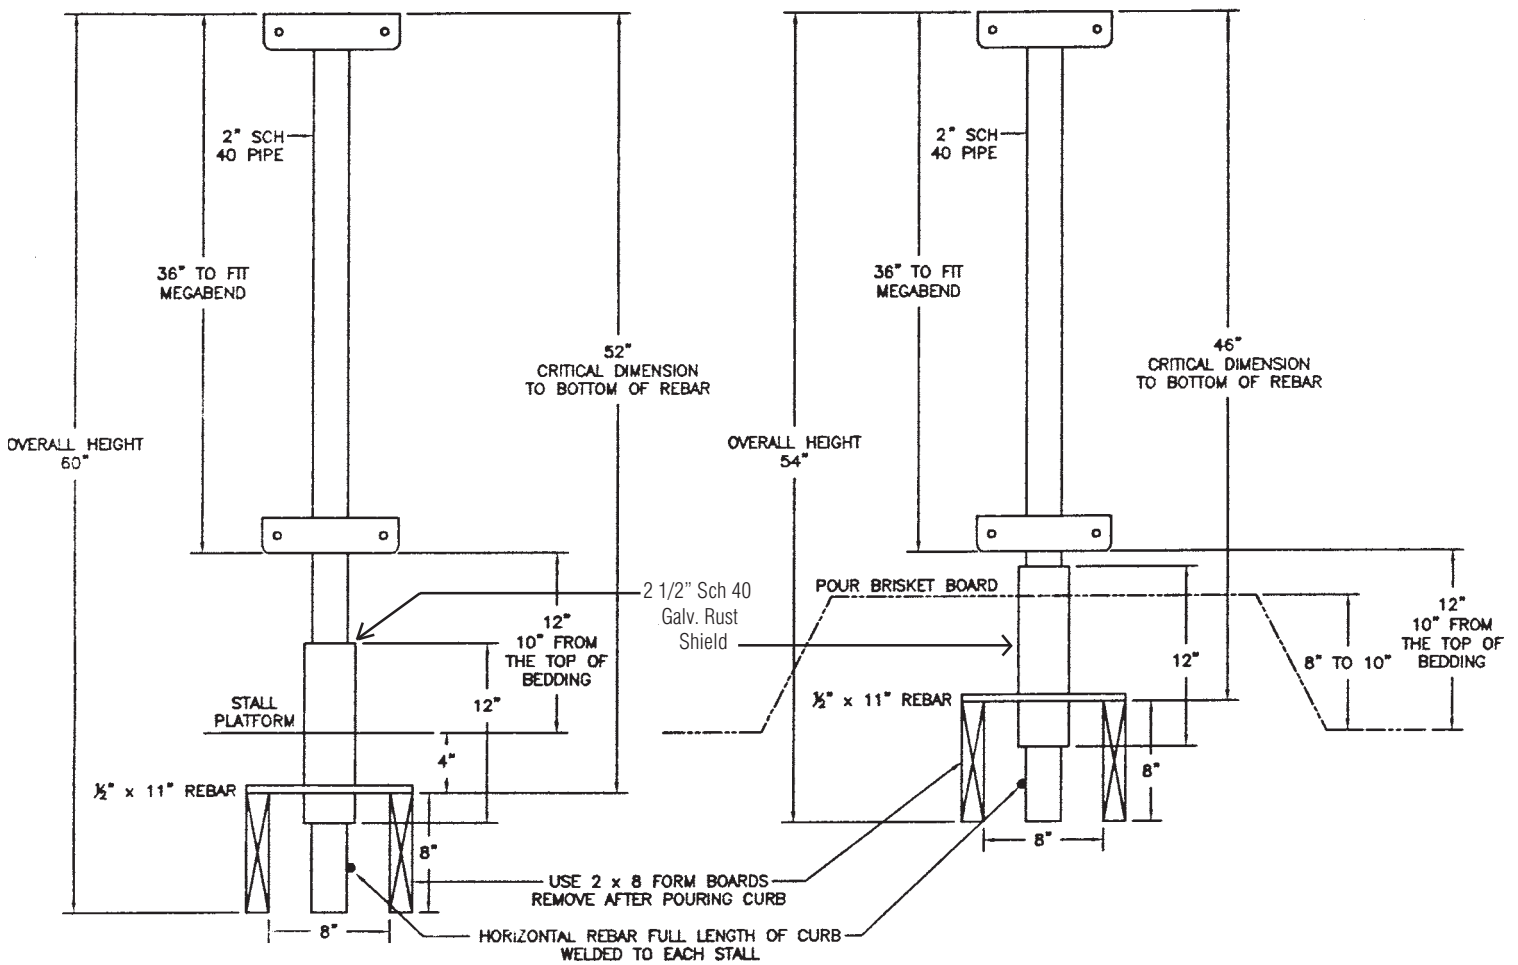 2" SCH
40 PIPE
36" TO FIT
MEGABEND
52"
CRITICAL DIMENSION
TO BOTTOM OF REBAR
OVERALL HEIGHT
60"
12"
10" FROM
THE TOP OF
BEDDING
STALL
PLATFORM
12"
4"
½" x 11" REBAR
8"
8"
2 1/2” Sch 40
Galv. Rust
Shield
USE 2 x 8 FORM BOARDS
REMOVE AFTER POURING CURB
HORIZONTAL REBAR FULL LENGTH OF CURB
WELDED TO EACH STALL
2" SCH
40 PIPE
36" TO FIT
MEGABEND
46"
CRITICAL DIMENSION
TO BOTTOM OF REBAR
OVERALL HEIGHT
54"
POUR BRISKET BOARD
12"
10" FROM
THE TOP OF
BEDDING
12"
8" TO 10"
½" x 11" REBAR
8"
8"